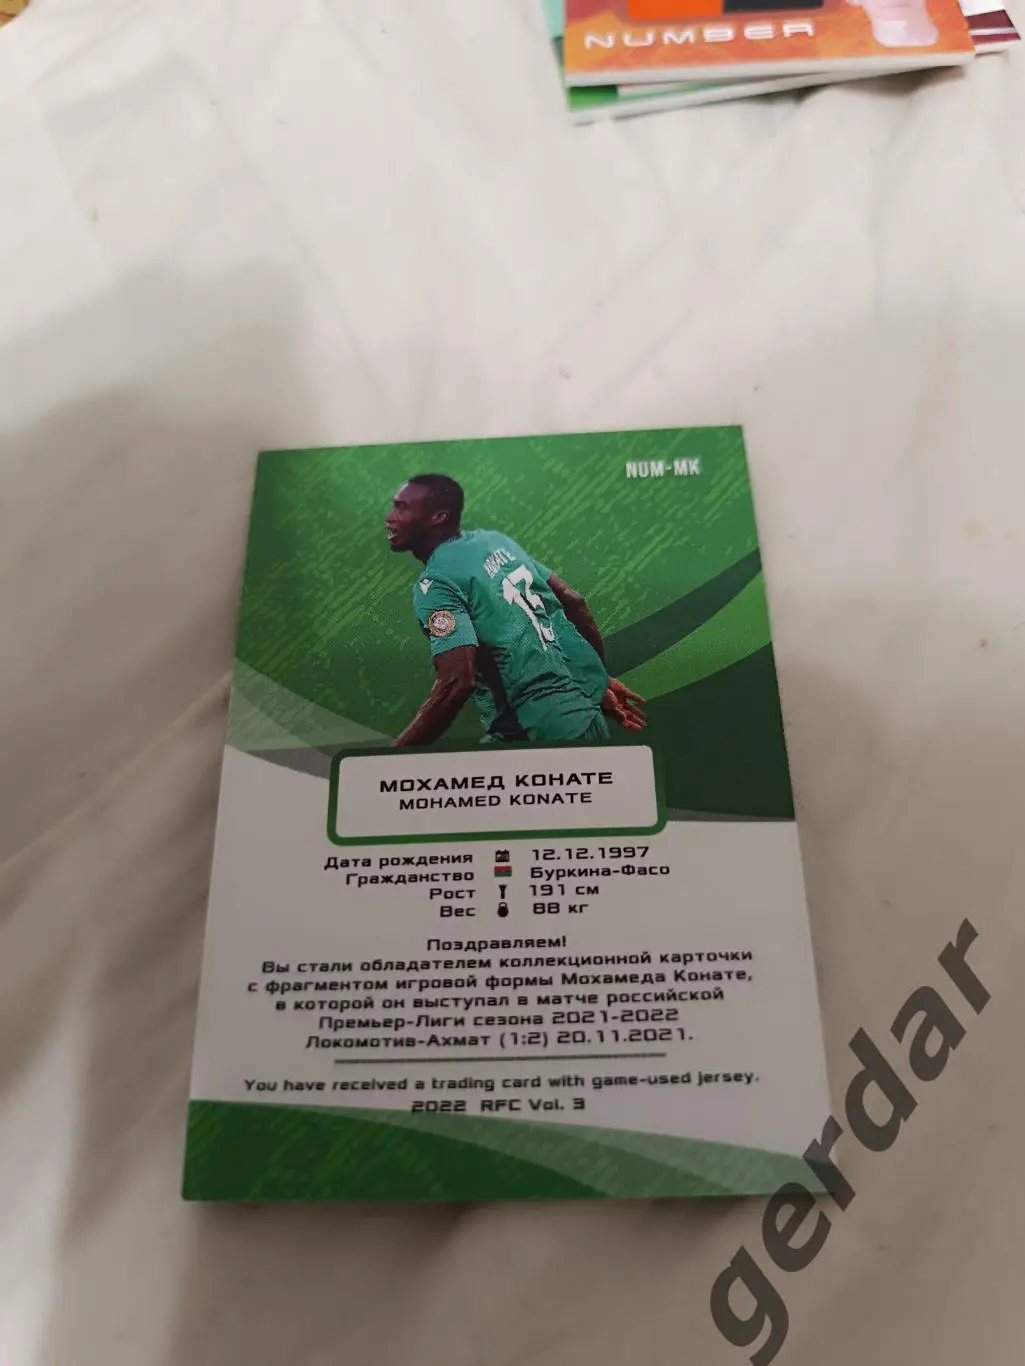 NUMBER
NUM-MK
KONATE
13
МОХАМЕД КОНАТЕ
MOHAMED KONATE
Дата рождения 12.12.1997
Гражданство Буркина-Фасо
Рост 191 см
Вес 88 кг
Поздравляем!
Вы стали обладателем коллекционной карточки
с фрагментом игровой формы Мохамеда Конате,
в которой он выступал в матче российской
Премьер-Лиги сезона 2021-2022
Локомотив-Ахмат (1:2) 20.11.2021.
You have received a trading card with game-used jersey.
2022 RFC Vol. 3
gerdar